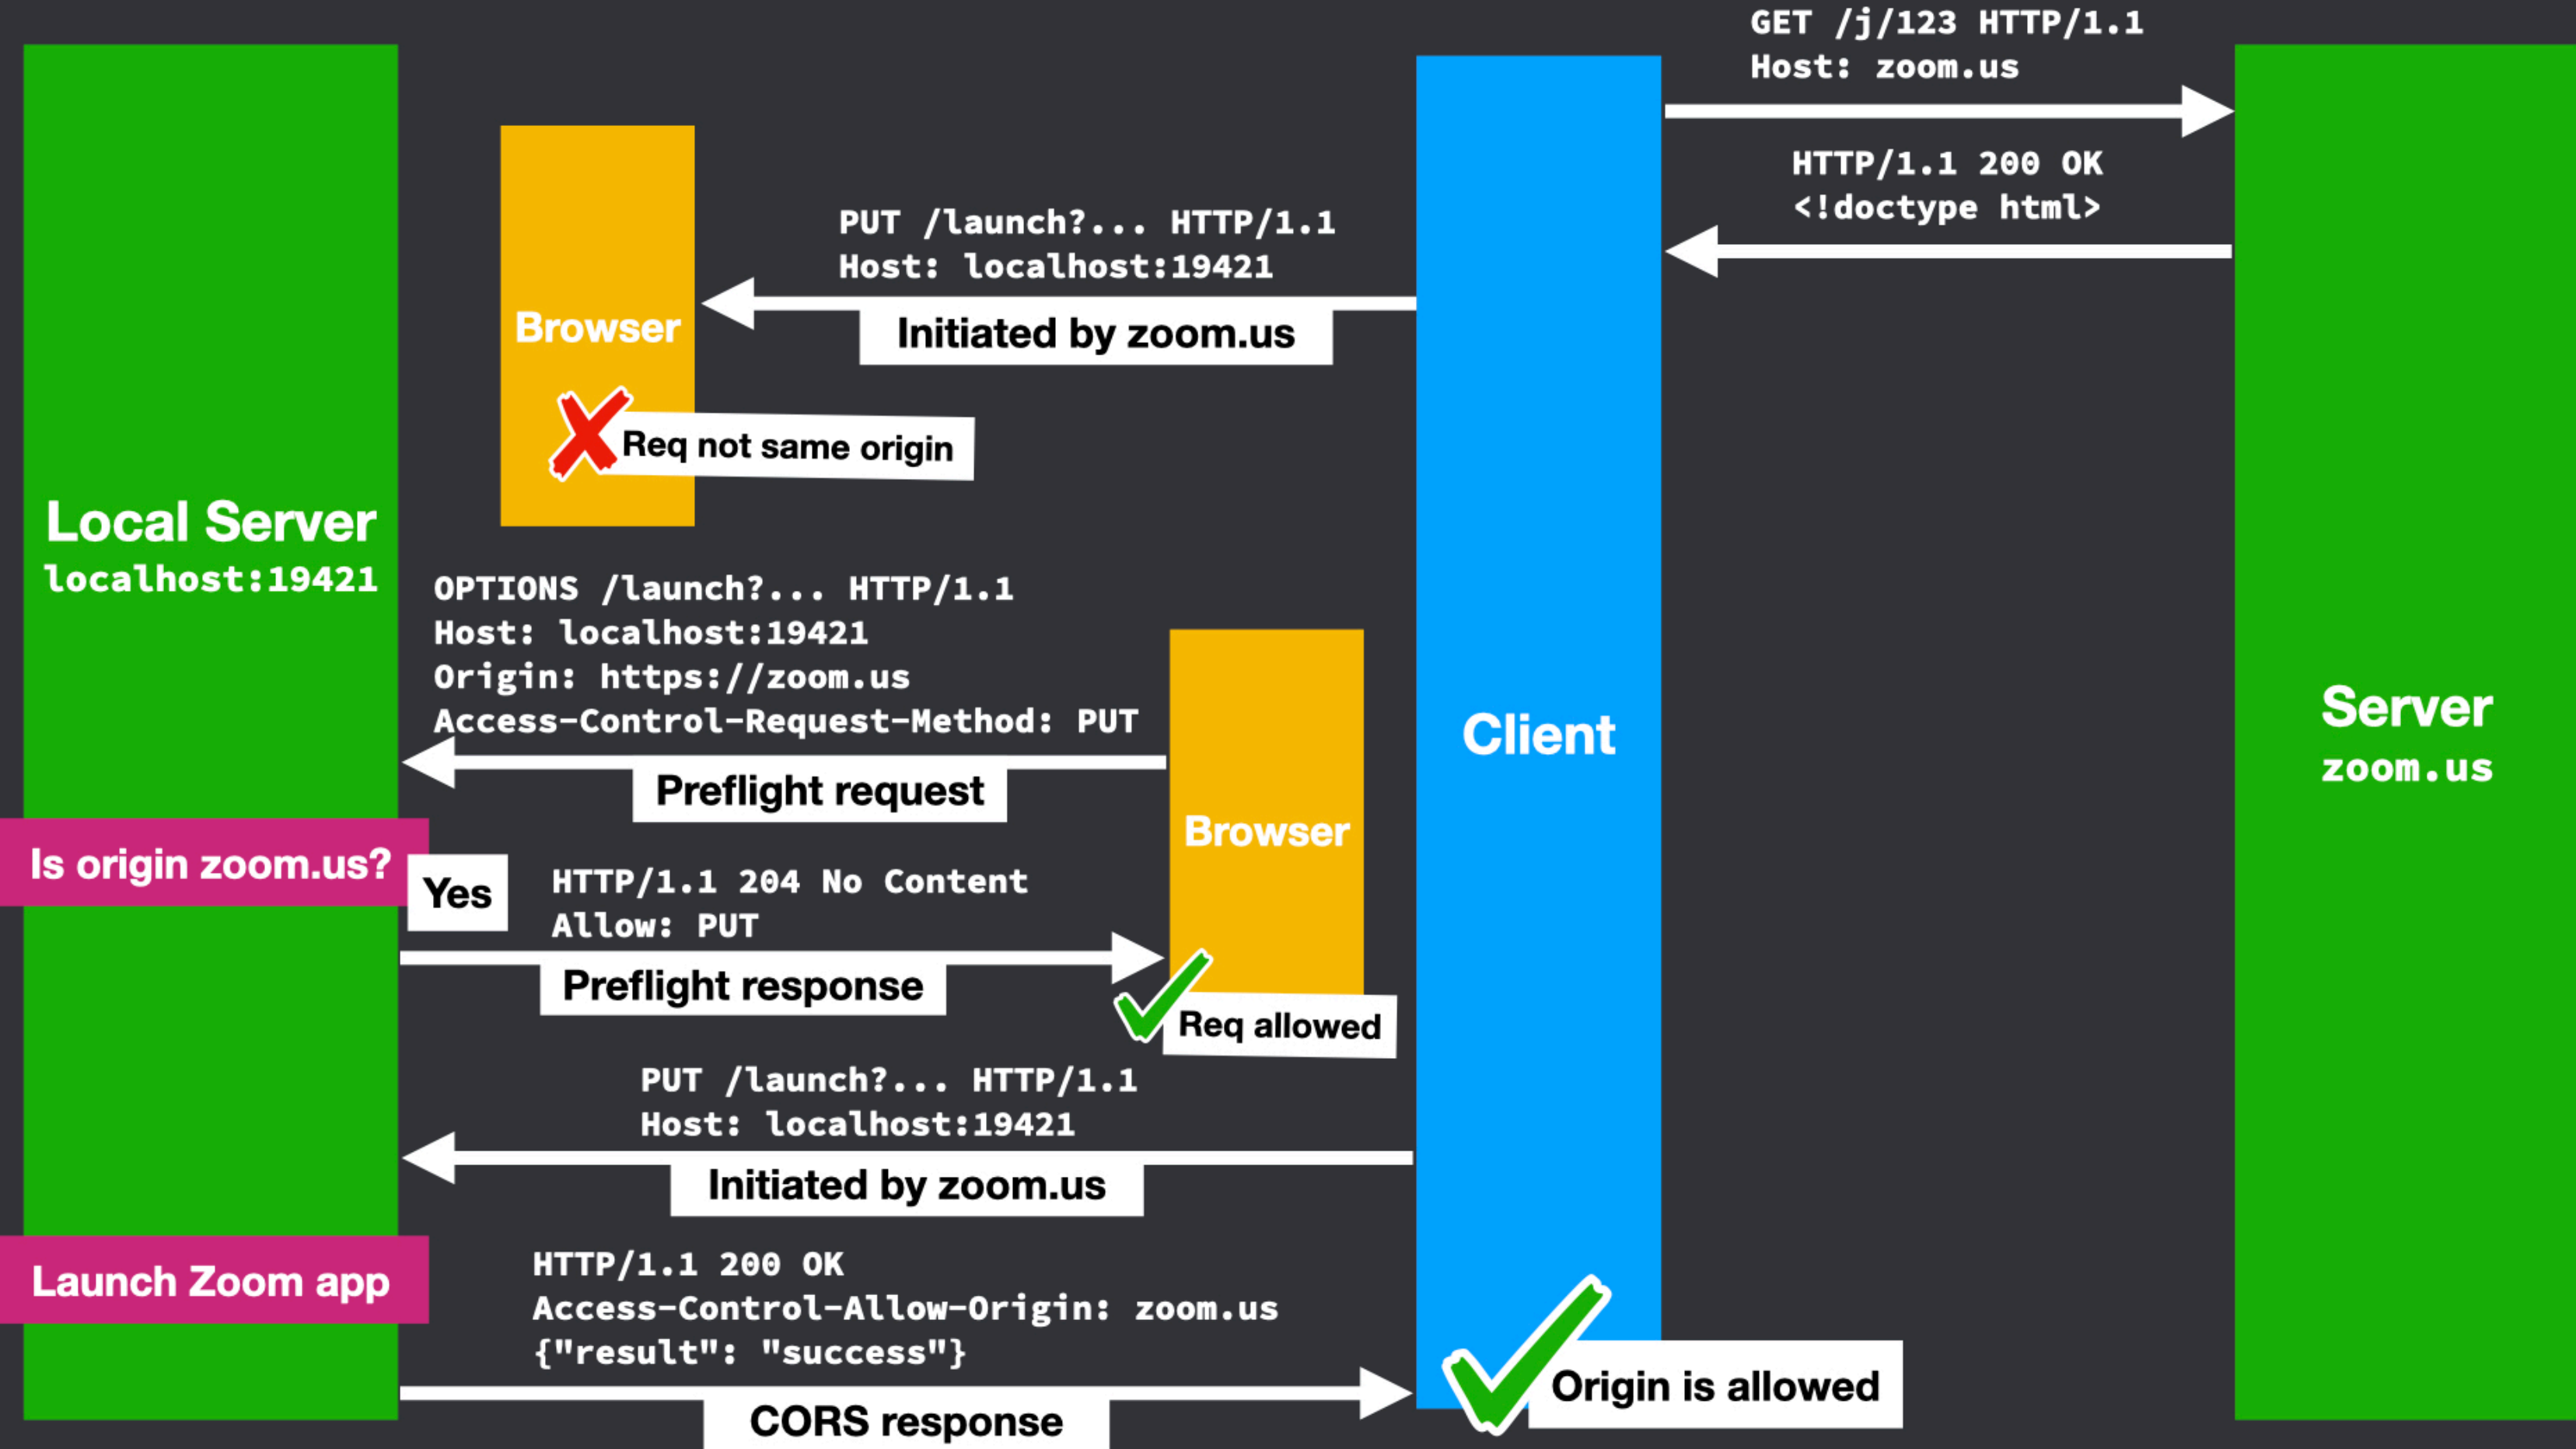 GET /j/123 HTTP/1.1
Host: zoom.us
HTTP/1.1 200 OK
<!doctype html>
PUT /launch?... HTTP/1.1
Host: localhost:19421
Initiated by zoom.us
Browser
Req not same origin
Local Server
localhost:19421
OPTIONS /launch?... HTTP/1.1
Host: localhost:19421
Origin: https://zoom.us
Access-Control-Request-Method: PUT
Preflight request
Client
Server
zoom.us
Browser
Is origin zoom.us?
Yes
HTTP/1.1 204 No Content
Allow: PUT
Preflight response
Req allowed
PUT /launch?... HTTP/1.1
Host: localhost:19421
Initiated by zoom.us
Launch Zoom app
HTTP/1.1 200 OK
Access-Control-Allow-Origin: zoom.us
{"result": "success"}
CORS response
Origin is allowed